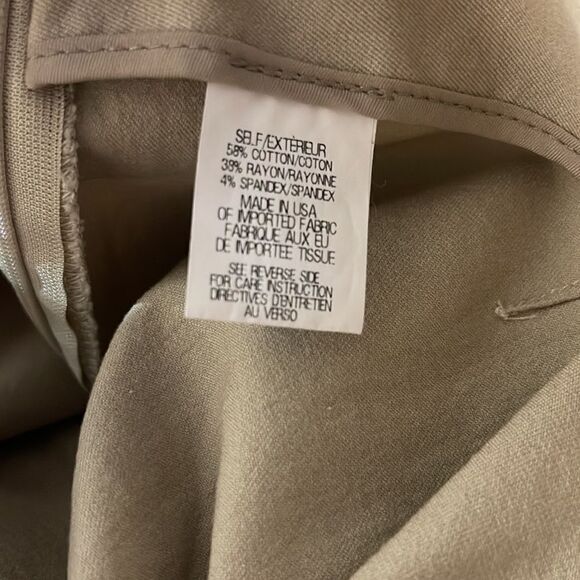 SELF/EXTÈRIEUR
58% COTTON/COTON
38% RAYON/RAYONNE
4% SPANDEX/SPANDEX
MADE IN USA
OF IMPORTED FABRIC
FABRIQUE AUX EU
DE IMPORTEE TISSUE.
SEE REVERSE SIDE
FOR CARE INSTRUCTION
DIRECTIVES D'ENTRETIEN
AU VERSO